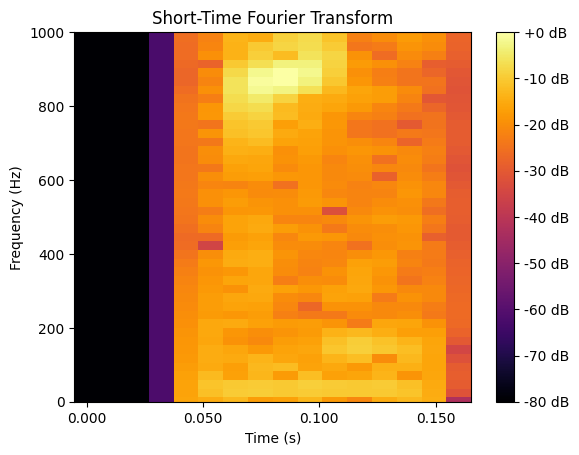 Short-Time Fourier Transform
Frequency (Hz)
1000
800
600
400
200
0
0.000
0.050
0.100
0.150
Time (s)
+0 dB
-10 dB
-20 dB
-30 dB
-40 dB
-50 dB
-60 dB
-70 dB
-80 dB